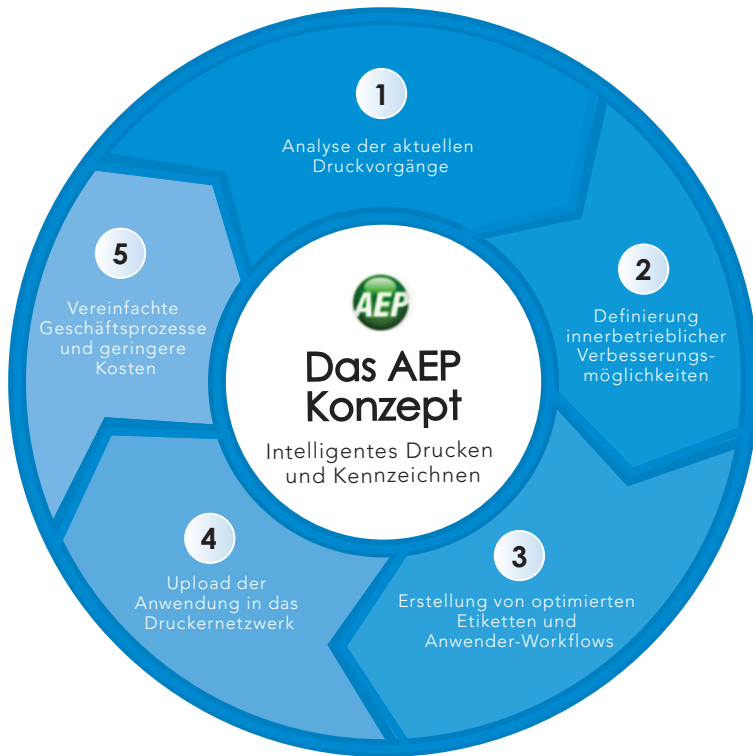 1
Analyse der aktuellen
Druckvorgänge
2
Definierung
innerbetrieblicher
Verbesserungs-
möglichkeiten
3
Erstellung von optimierten
Etiketten und
Anwender-Workflows
4
Upload der
Anwendung in das
Druckernetzwerk
5
Vereinfachte
Geschäftsprozesse
und geringere
Kosten
AEP
Das AEP
Konzept
Intelligentes Drucken
und Kennzeichnen